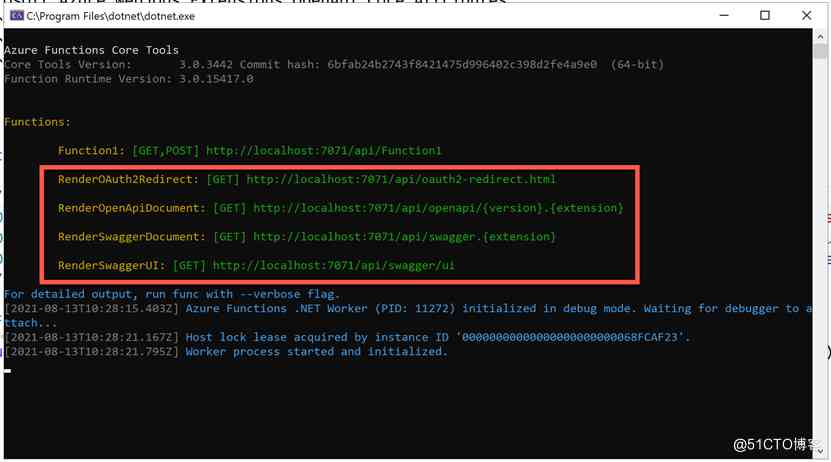 C:\Program Files\dotnet\dotnet.exe
Azure Functions Core Tools
Core Tools Version:       3.0.3442 Commit hash: 6bfab24b2743f8421475d996402c398d2fe4a9e0  (64-bit)
Function Runtime Version: 3.0.15417.0
Functions:
Function1: [GET,POST] http://localhost:7071/api/Function1
RenderOAuth2Redirect: [GET] http://localhost:7071/api/oauth2-redirect.html
RenderOpenApiDocument: [GET] http://localhost:7071/api/openapi/{version}.{extension}
RenderSwaggerDocument: [GET] http://localhost:7071/api/swagger.{extension}
RenderSwaggerUI: [GET] http://localhost:7071/api/swagger/ui
For detailed output, run func with --verbose flag.
[2021-08-13T10:28:15.403Z] Azure Functions .NET Worker (PID: 11272) initialized in debug mode. Waiting for debugger to a
ttach...
[2021-08-13T10:28:21.167Z] Host lock lease acquired by instance ID '00000000000000000000000068FCAF23'.
[2021-08-13T10:28:21.795Z] Worker process started and initialized.
@51CTO博客